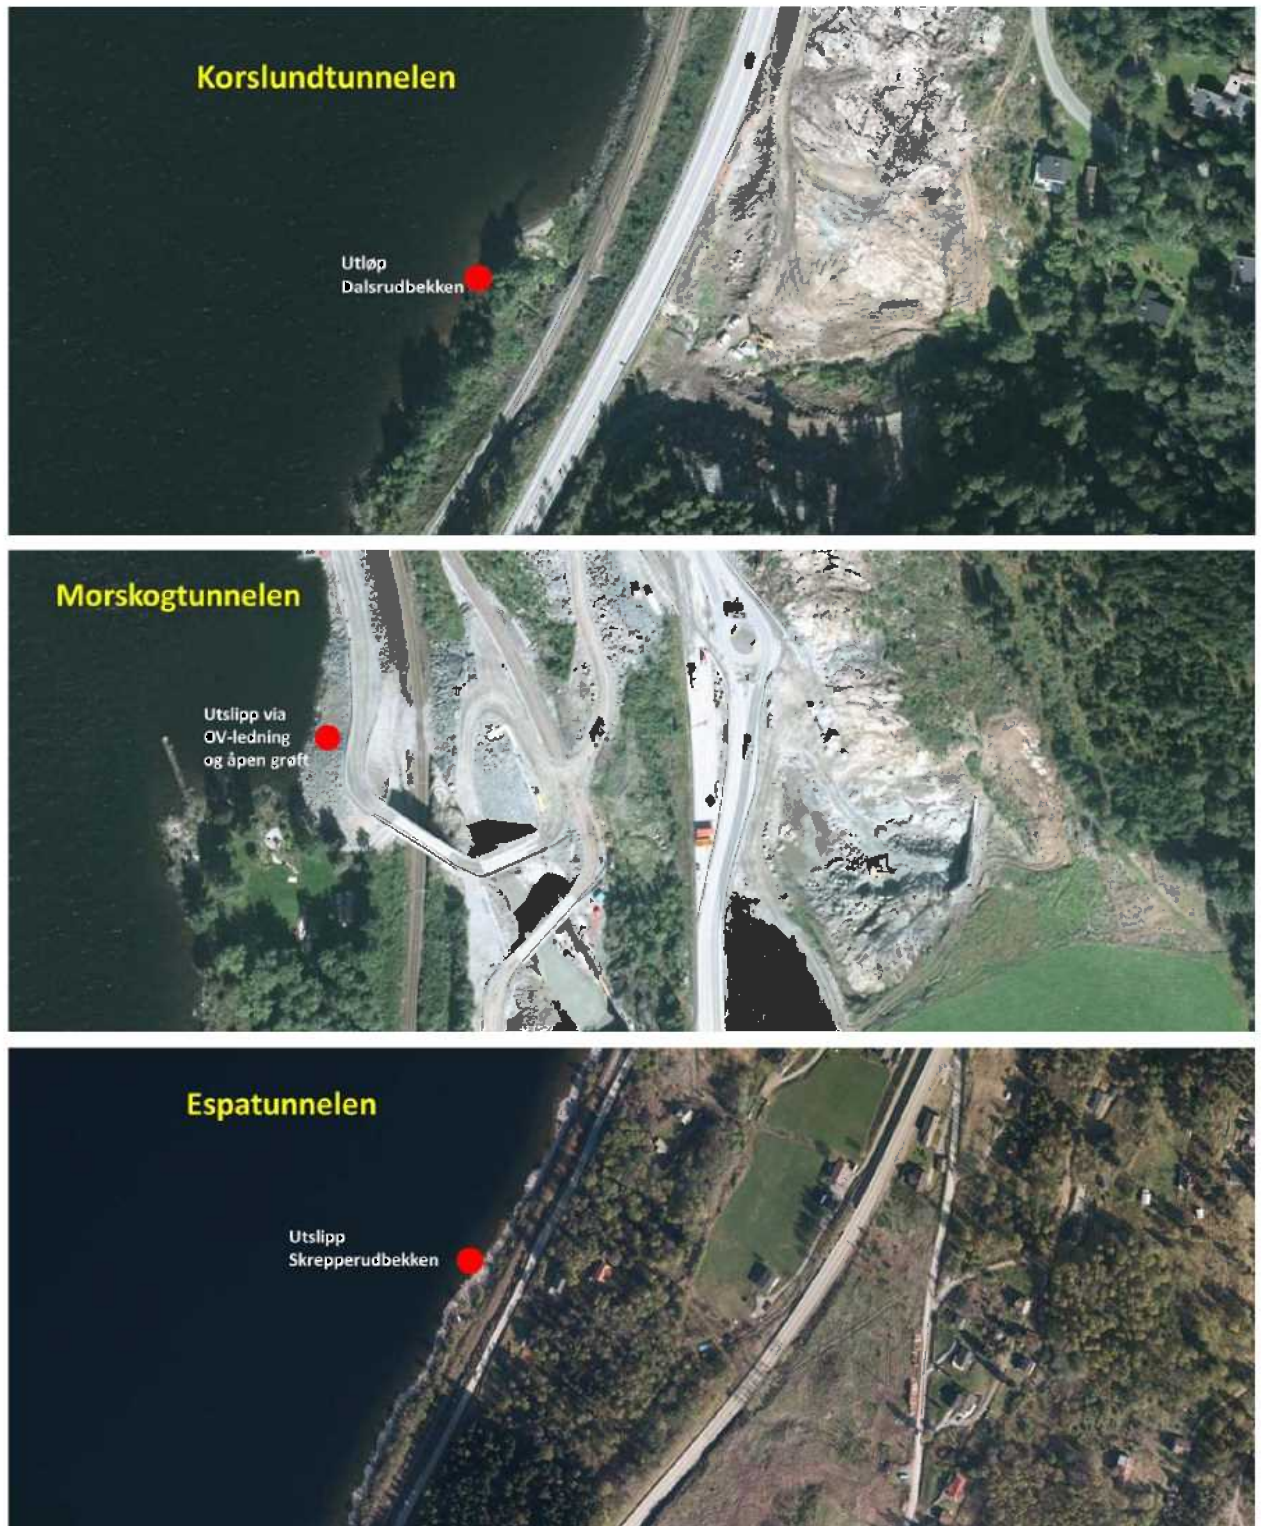 Korslundtunnelen
Utløp
Dalsrudbekken
Morskogtunnelen
Utslipp via
OV-ledning
og åpen grøft
Espatunnelen
Utslipp
Skrepperudbekken